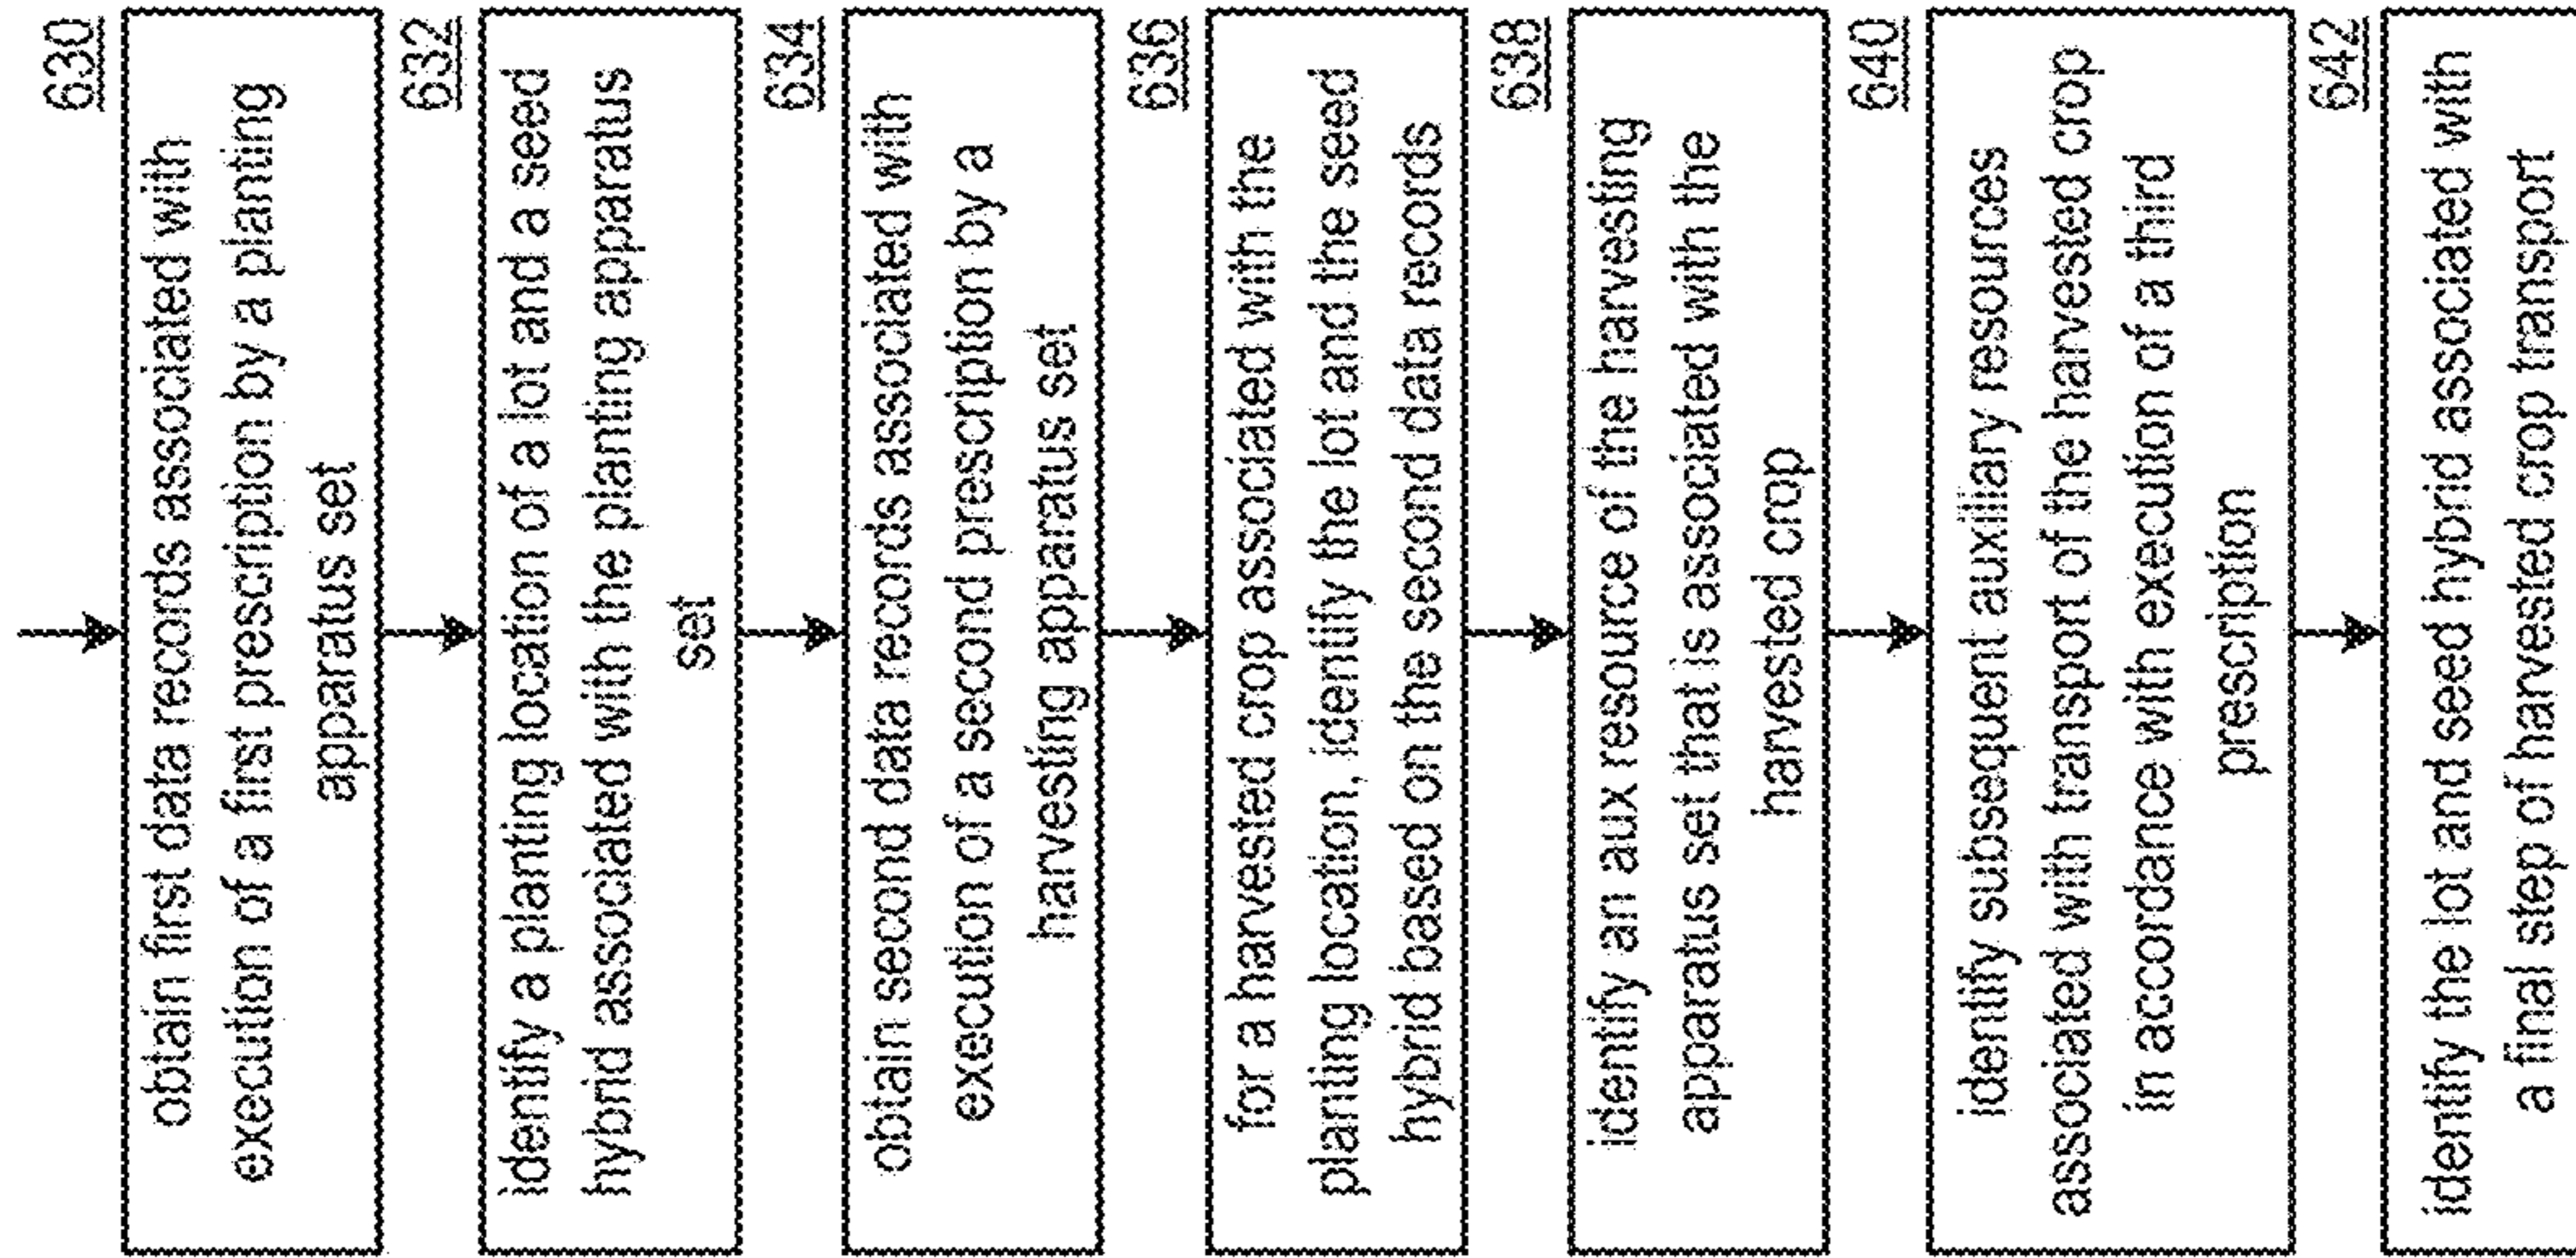 630
obtain first data records associated with
execution of a first prescription by a planting
apparatus set
632
identify a planting location of a lot and a seed
hybrid associated with the planting apparatus
set
634
obtain second data records associated with
execution of a second prescription by a
harvesting apparatus set
636
for a harvested crop associated with the
planting location, identify the lot and the seed
hybrid based on the second data records
638
identify an aux resource of the harvesting
apparatus set that is associated with the
harvested crop
640
identify subsequent auxiliary resources
associated with transport of the harvested crop
in accordance with execution of a third
prescription
642
identify the lot and seed hybrid associated with
a final step of harvested crop transport